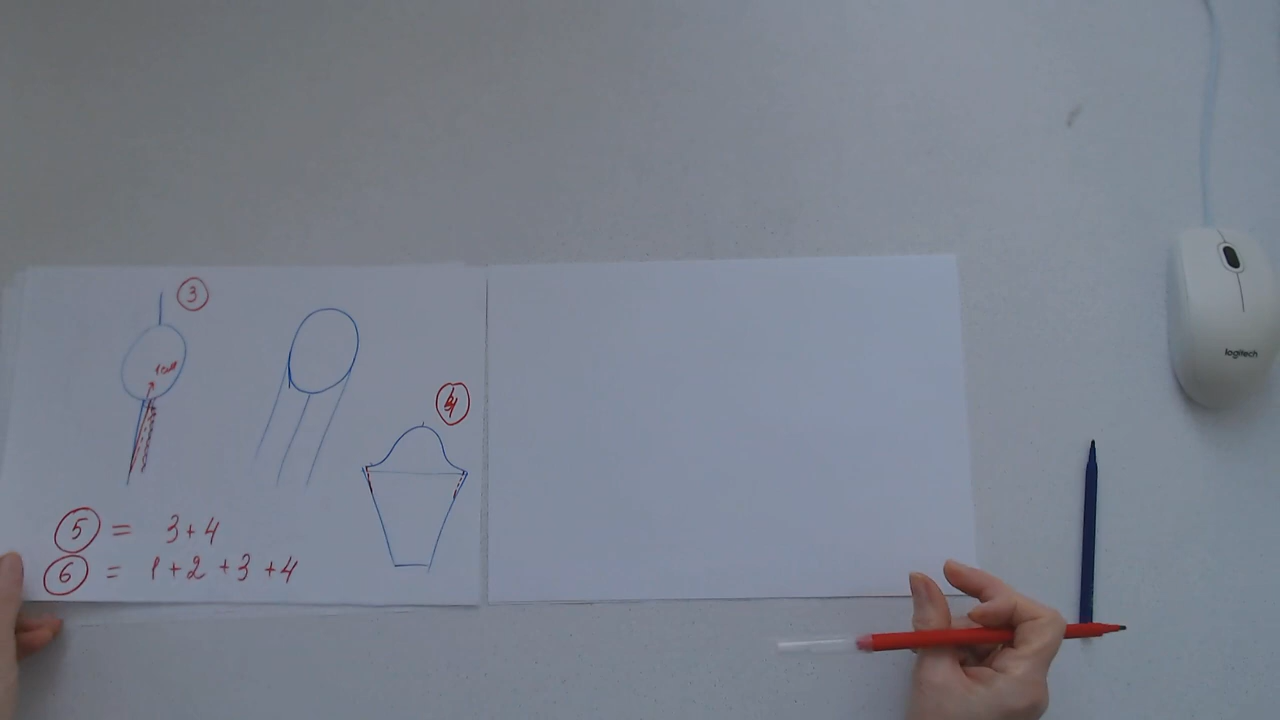 3
4
5 = 3+4
6 = 1+2+3+4
logitech